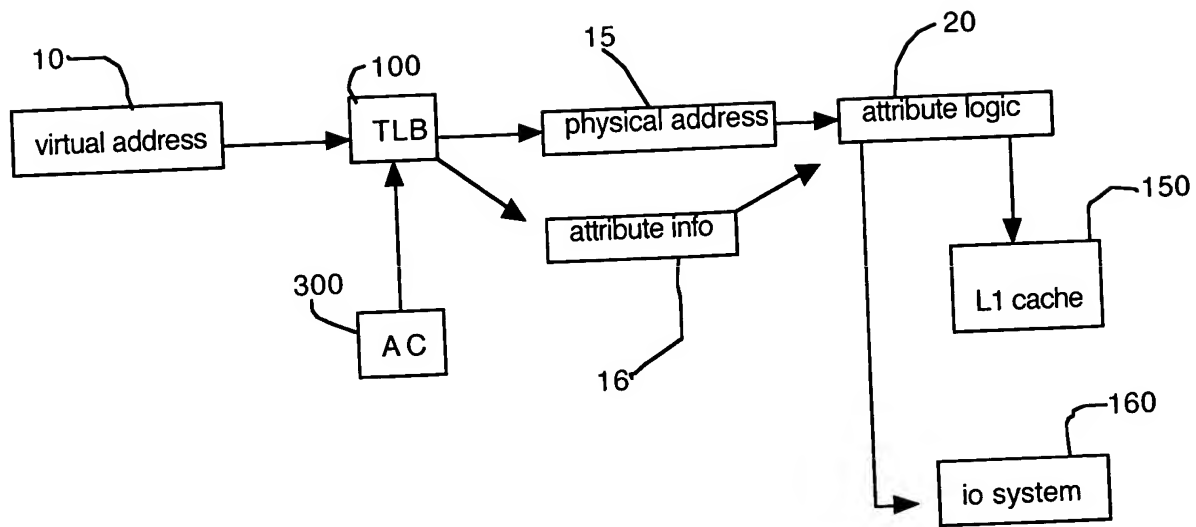 10
virtual address
100
TLB
15
physical address
20
attribute logic
attribute info
16
150
L1 cache
300
AC
160
io system